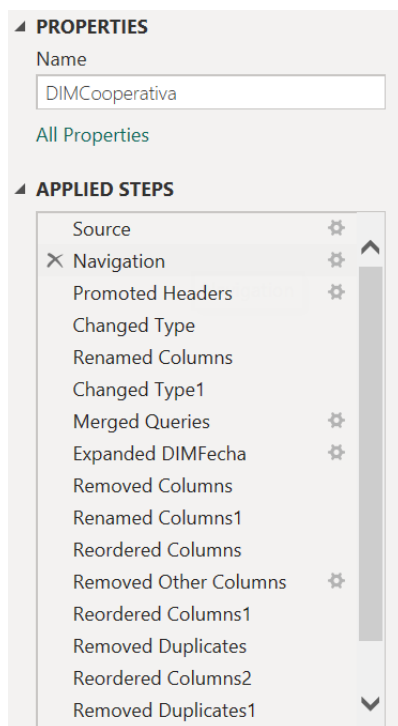 PROPERTIES
Name
DIMCooperativa
All Properties
APPLIED STEPS
Source
Navigation
Promoted Headers
Changed Type
Renamed Columns
Changed Type1
Merged Queries
Expanded DIMFecha
Removed Columns
Renamed Columns1
Reordered Columns
Removed Other Columns
Reordered Columns1
Removed Duplicates
Reordered Columns2
Removed Duplicates1